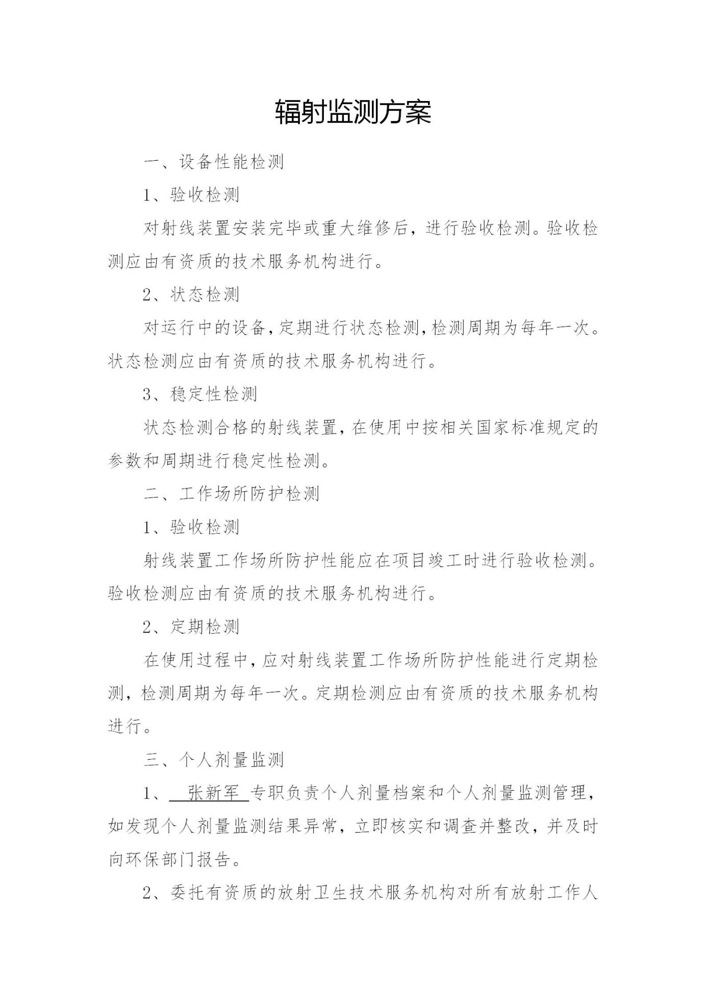 辐射监测方案
一、设备性能检测
1、验收检测
对射线装置安装完毕或重大维修后，进行验收检测。验收检
测应由有资质的技术服务机构进行。
2、状态检测
对运行中的设备，定期进行状态检测，检测周期为每年一次。
状态检测应由有资质的技术服务机构进行。
3、稳定性检测
状态检测合格的射线装置，在使用中按相关国家标准规定的
参数和周期进行稳定性检测。
二、工作场所防护检测
1、验收检测
射线装置工作场所防护性能应在项目竣工时进行验收检测。
验收检测应由有资质的技术服务机构进行。
2、定期检测
在使用过程中，应对射线装置工作场所防护性能进行定期检
测，检测周期为每年一次。定期检测应由有资质的技术服务机构
进行。
三、个人剂量监测
1、 张新军 专职负责个人剂量档案和个人剂量监测管理，
如发现个人剂量监测结果异常，立即核实和调查并整改，并及时
向环保部门报告。
2、委托有资质的放射卫生技术服务机构对所有放射工作人